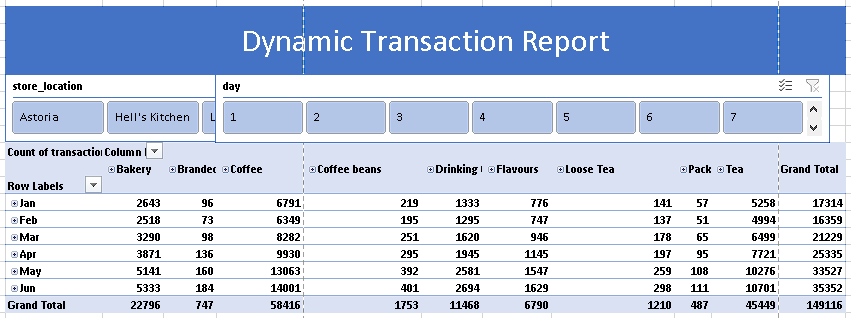 Dynamic Transaction Report
store_location day
Astoria Hell's Kitchen L 1 2 3 4 5 6 7
Count of transactio Column
Bakery Brande Coffee Coffee beans Drinking Flavours Loose Tea Pack Tea Grand Total
Row Labels
Jan 2643 96 6791 219 1333 776 141 57 5258 17314
Feb 2518 73 6349 195 1295 747 137 51 4994 16359
Mar 3290 98 8282 251 1620 946 178 65 6499 21229
Apr 3871 136 9930 295 1945 1145 197 95 7721 25335
May 5141 160 13063 392 2581 1547 259 108 10276 33527
Jun 5333 184 14001 401 2694 1629 298 111 10701 35352
Grand Total 22796 747 58416 1753 11468 6790 1210 487 45449 149116